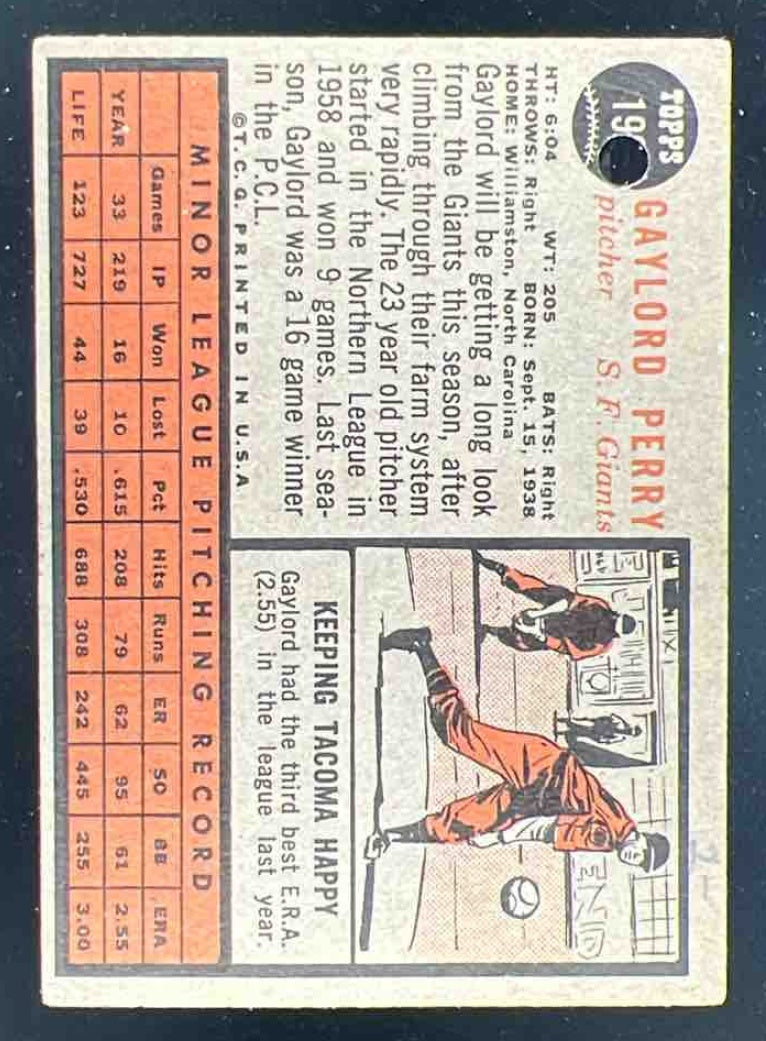 TOPPS
19
GAYLORD PERRY
pitcher S. F. Giants
HT: 6:04 WT: 205 BATS: Right
THROWS: Right BORN: Sept. 15, 1938
HOME: Williamston, North Carolina
Gaylord will be getting a long look
from the Giants this season, after
climbing through their farm system
very rapidly. The 23 year old pitcher
started in the Northern League in
1958 and won 9 games. Last sea-
son, Gaylord was a 16 game winner
in the P.C.L.
©T.C.G. PRINTED IN U.S.A.
KEEPING TACOMA HAPPY
Gaylord had the third best E.R.A.
(2.55) in the league last year.
MINOR LEAGUE PITCHING RECORD
Games IP Won Lost Pct Hits Runs ER SO BB ERA
YEAR 33 219 16 10 .615 208 79 62 95 61 2.55
LIFE 123 727 44 39 .530 688 308 242 445 255 3.00